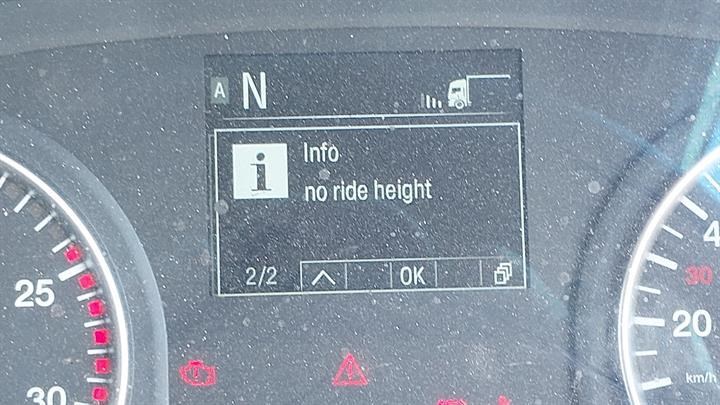 A N
i Info
no ride height
2/2 OK
25
30
4
30
20
km/h